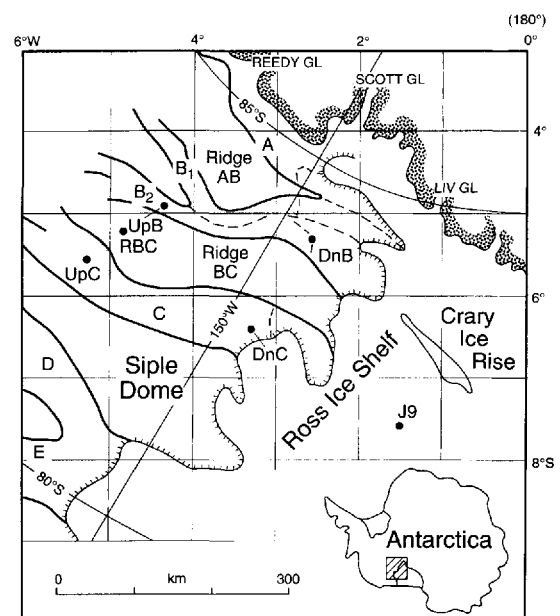 (180°)
6°W
4°
2°
0°
REEDY GL
SCOTT GL
85°S
4°
A
B1
Ridge
AB
LIV GL
B2
UpB
RBC
Ridge
BC
DnB
UpC
6°
C
150°W
Crary
Ice
Rise
DnC
D
Siple
Dome
Ross Ice Shelf
J9
E
80°S
8°S
Antarctica
0
km
300